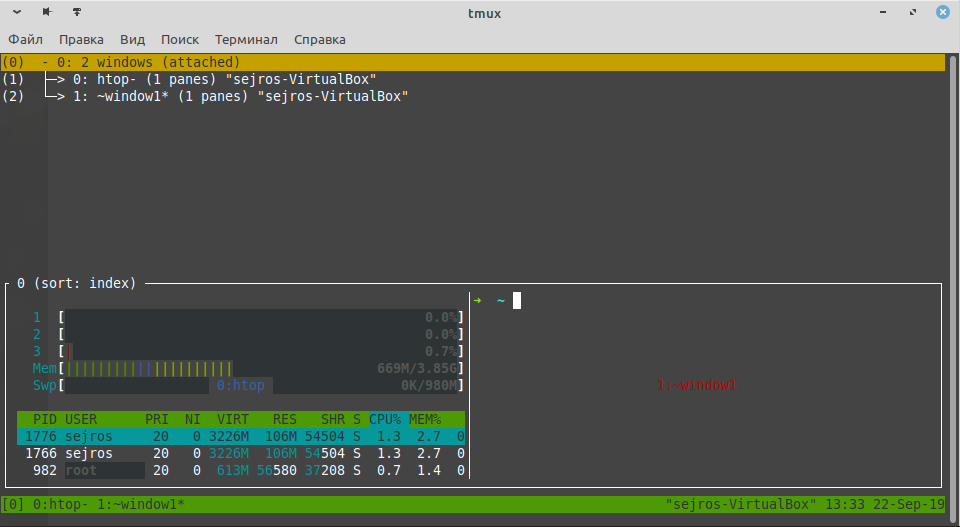 tmux
Файл Правка Вид Поиск Терминал Справка
(0)  - 0: 2 windows (attached)
(1)  ├─> 0: htop- (1 panes) "sejros-VirtualBox"
(2)  └─> 1: ~window1* (1 panes) "sejros-VirtualBox"
0 (sort: index)
➜  ~
1 [ 0.0%]
2 [ 0.0%]
3 [| 0.7%]
Mem[||||||||||||||||||||| 669M/3.85G]
Swp[ 0:htop 0K/980M] 1:~window1
PID USER PRI NI VIRT RES SHR S CPU% MEM%
1776 sejros 20 0 3226M 106M 54504 S 1.3 2.7 0
1766 sejros 20 0 3226M 106M 54504 S 1.3 2.7 0
982 root 20 0 613M 56580 37208 S 0.7 1.4 0
[0] 0:htop- 1:~window1* "sejros-VirtualBox" 13:33 22-Sep-19